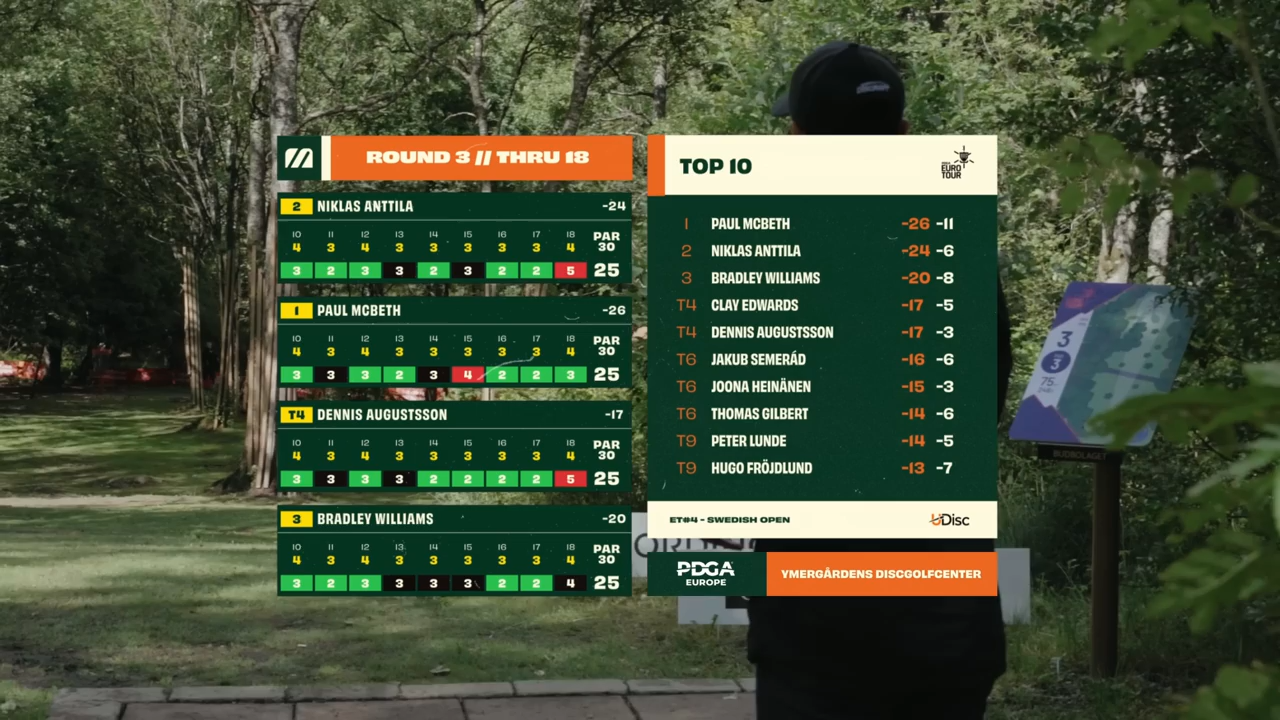 ROUND 3 // THRU 18
2 NIKLAS ANTTILA -24
10 11 12 13 14 15 16 17 18 PAR
4 3 4 3 3 3 3 3 4 30
3 2 3 3 2 3 2 2 5 25
1 PAUL MCBETH -26
10 11 12 13 14 15 16 17 18 PAR
4 3 4 3 3 3 3 3 4 30
3 3 3 2 3 4 2 2 3 25
T4 DENNIS AUGUSTSSON -17
10 11 12 13 14 15 16 17 18 PAR
4 3 4 3 3 3 3 3 4 30
3 3 3 3 2 2 2 2 5 25
3 BRADLEY WILLIAMS -20
10 11 12 13 14 15 16 17 18 PAR
4 3 4 3 3 3 3 3 4 30
3 2 3 3 3 3 2 2 4 25
TOP 10
EURO
TOUR
1 PAUL MCBETH -26 -11
2 NIKLAS ANTTILA -24 -6
3 BRADLEY WILLIAMS -20 -8
T4 CLAY EDWARDS -17 -5
T4 DENNIS AUGUSTSSON -17 -3
T6 JAKUB SEMERÁD -16 -6
T6 JOONA HEINÄNEN -15 -3
T6 THOMAS GILBERT -14 -6
T9 PETER LUNDE -14 -5
T9 HUGO FRÖJDLUND -13 -7
ET#4 - SWEDISH OPEN
UDisc
PDGA
EUROPE
YMERGÅRDENS DISCGOLFCENTER
3
3
75
BUDBOLAGET